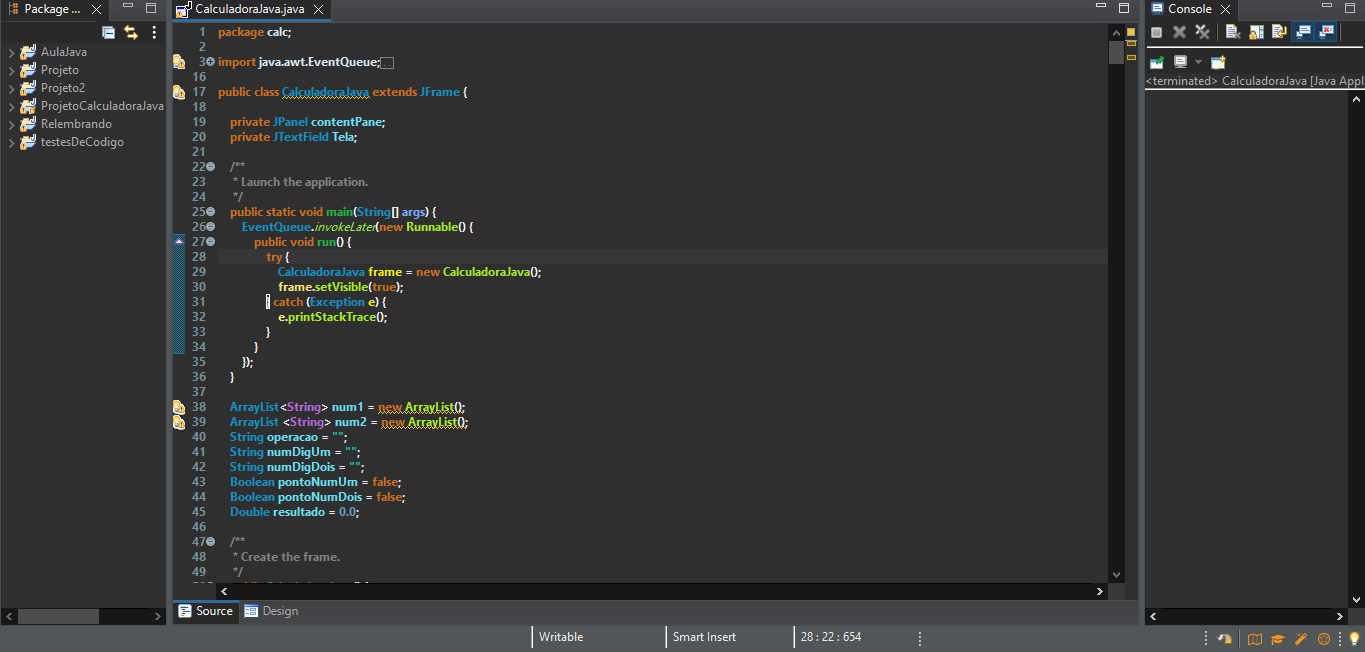 Package ...
AulaJava
Projeto
Projeto2
ProjetoCalculadoraJava
Relembrando
testesDeCodigo
CalculadoraJava.java
1 package calc;
2
3 import java.awt.EventQueue;
16
17 public class CalculadoraJava extends JFrame {
18
19 private JPanel contentPane;
20 private JTextField Tela;
21
22 /**
23 * Launch the application.
24 */
25 public static void main(String[] args) {
26 EventQueue.invokeLater(new Runnable() {
27 public void run() {
28 try {
29 CalculadoraJava frame = new CalculadoraJava();
30 frame.setVisible(true);
31 } catch (Exception e) {
32 e.printStackTrace();
33 }
34 }
35 });
36 }
37
38 ArrayList<String> num1 = new ArrayList();
39 ArrayList <String> num2 = new ArrayList();
40 String operacao = "";
41 String numDigUm = "";
42 String numDigDois = "";
43 Boolean pontoNumUm = false;
44 Boolean pontoNumDois = false;
45 Double resultado = 0.0;
46
47 /**
48 * Create the frame.
49 */
Source Design
Console
<terminated> CalculadoraJava [Java Appl
Writable
Smart Insert
28 : 22 : 654